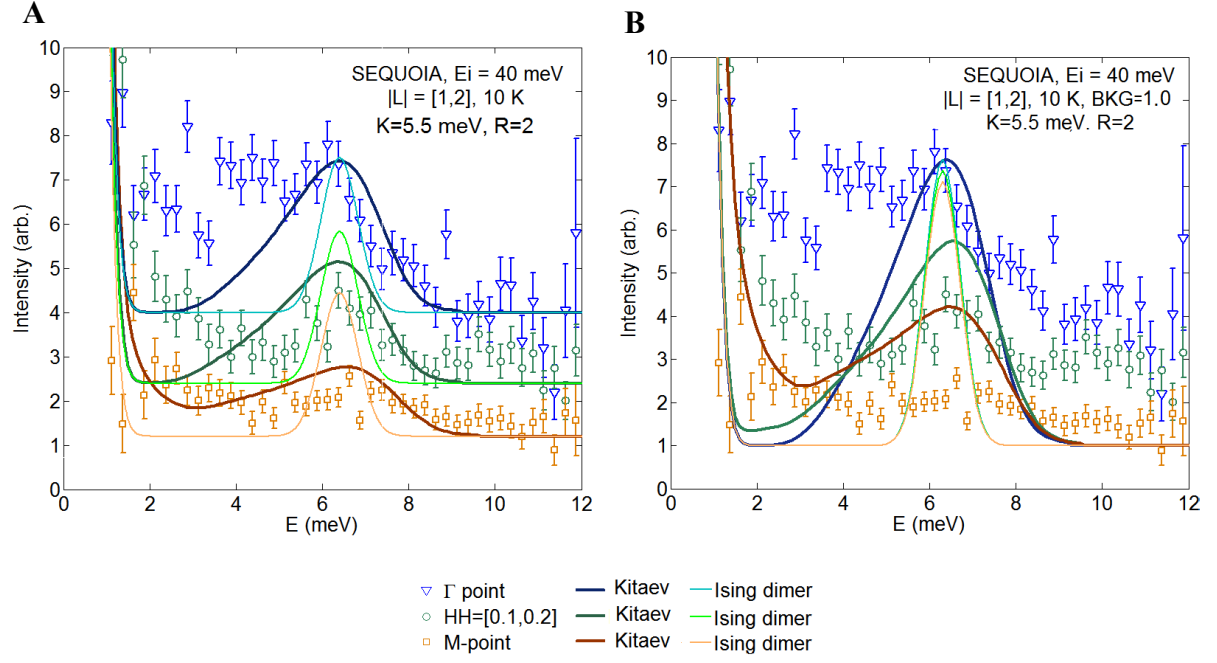 A
B
SEQUOIA, Ei = 40 meV
|L| = [1,2], 10 K
K=5.5 meV, R=2
Intensity (arb.)
10
9
8
7
6
5
4
3
2
1
0
0
2
4
6
8
10
12
E (meV)
SEQUOIA, Ei = 40 meV
|L| = [1,2], 10 K, BKG=1.0
K=5.5 meV. R=2
Intensity (arb.)
10
9
8
7
6
5
4
3
2
1
0
0
2
4
6
8
10
12
E (meV)
Γ point Kitaev Ising dimer
HH=[0.1,0.2] Kitaev Ising dimer
M-point Kitaev Ising dimer